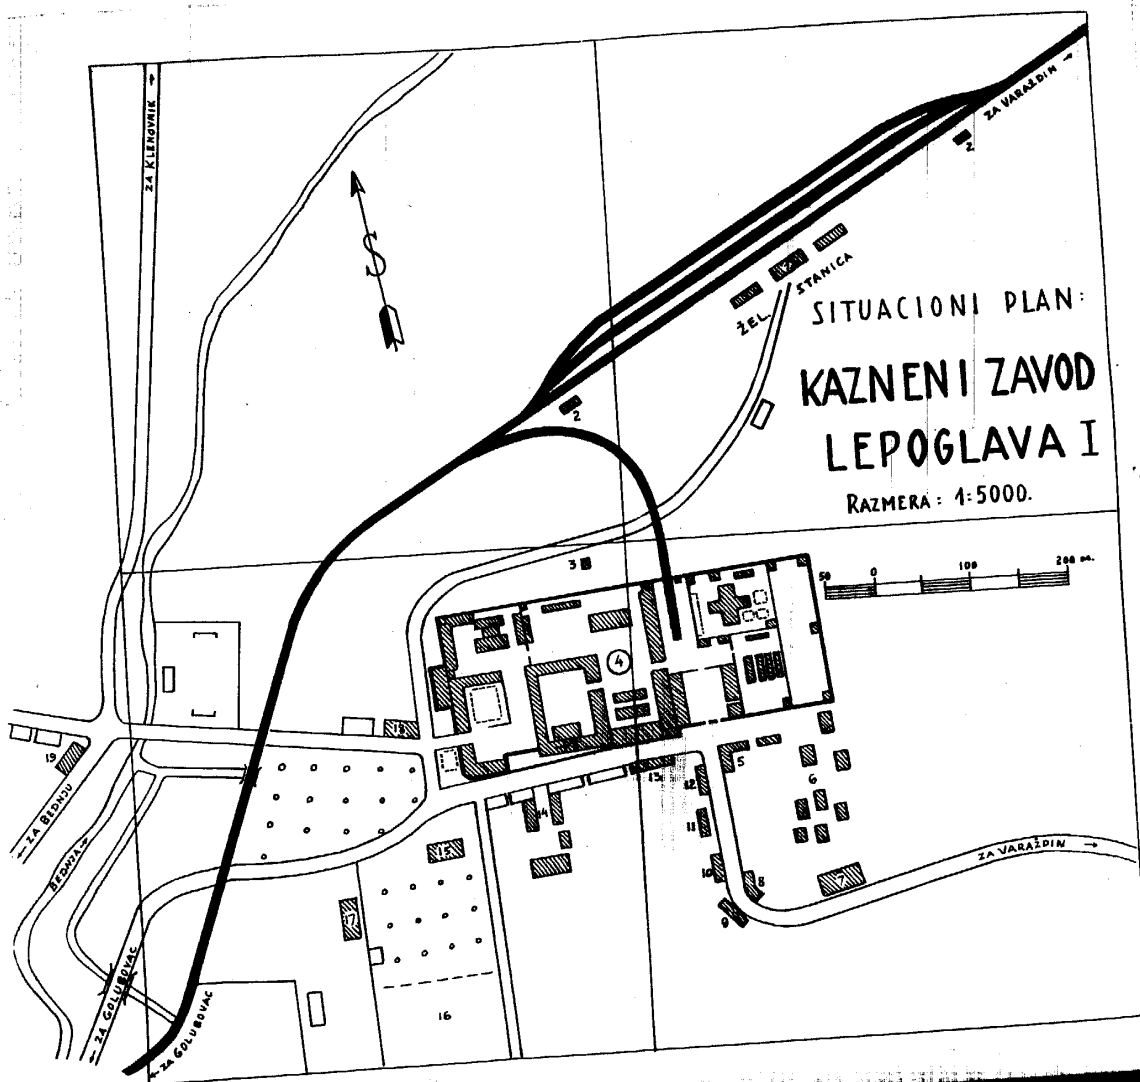 ZA KLENOVNIK →
ZA VARAŽDIN →
2
S
ŽEL. STANICA
SITUACIONI PLAN:
KAZNENI ZAVOD
LEPOGLAVA I
RAZMERA: 1:5000.
2
3
50 0 100 200 m.
4
19
← ZA BEDNJU
BEDNJA →
13
5
6
12
14
11
15
10
8
7
9
ZA VARAŽDIN →
17
16
← ZA GOLUBOVAC
← ZA GOLUBOVAC